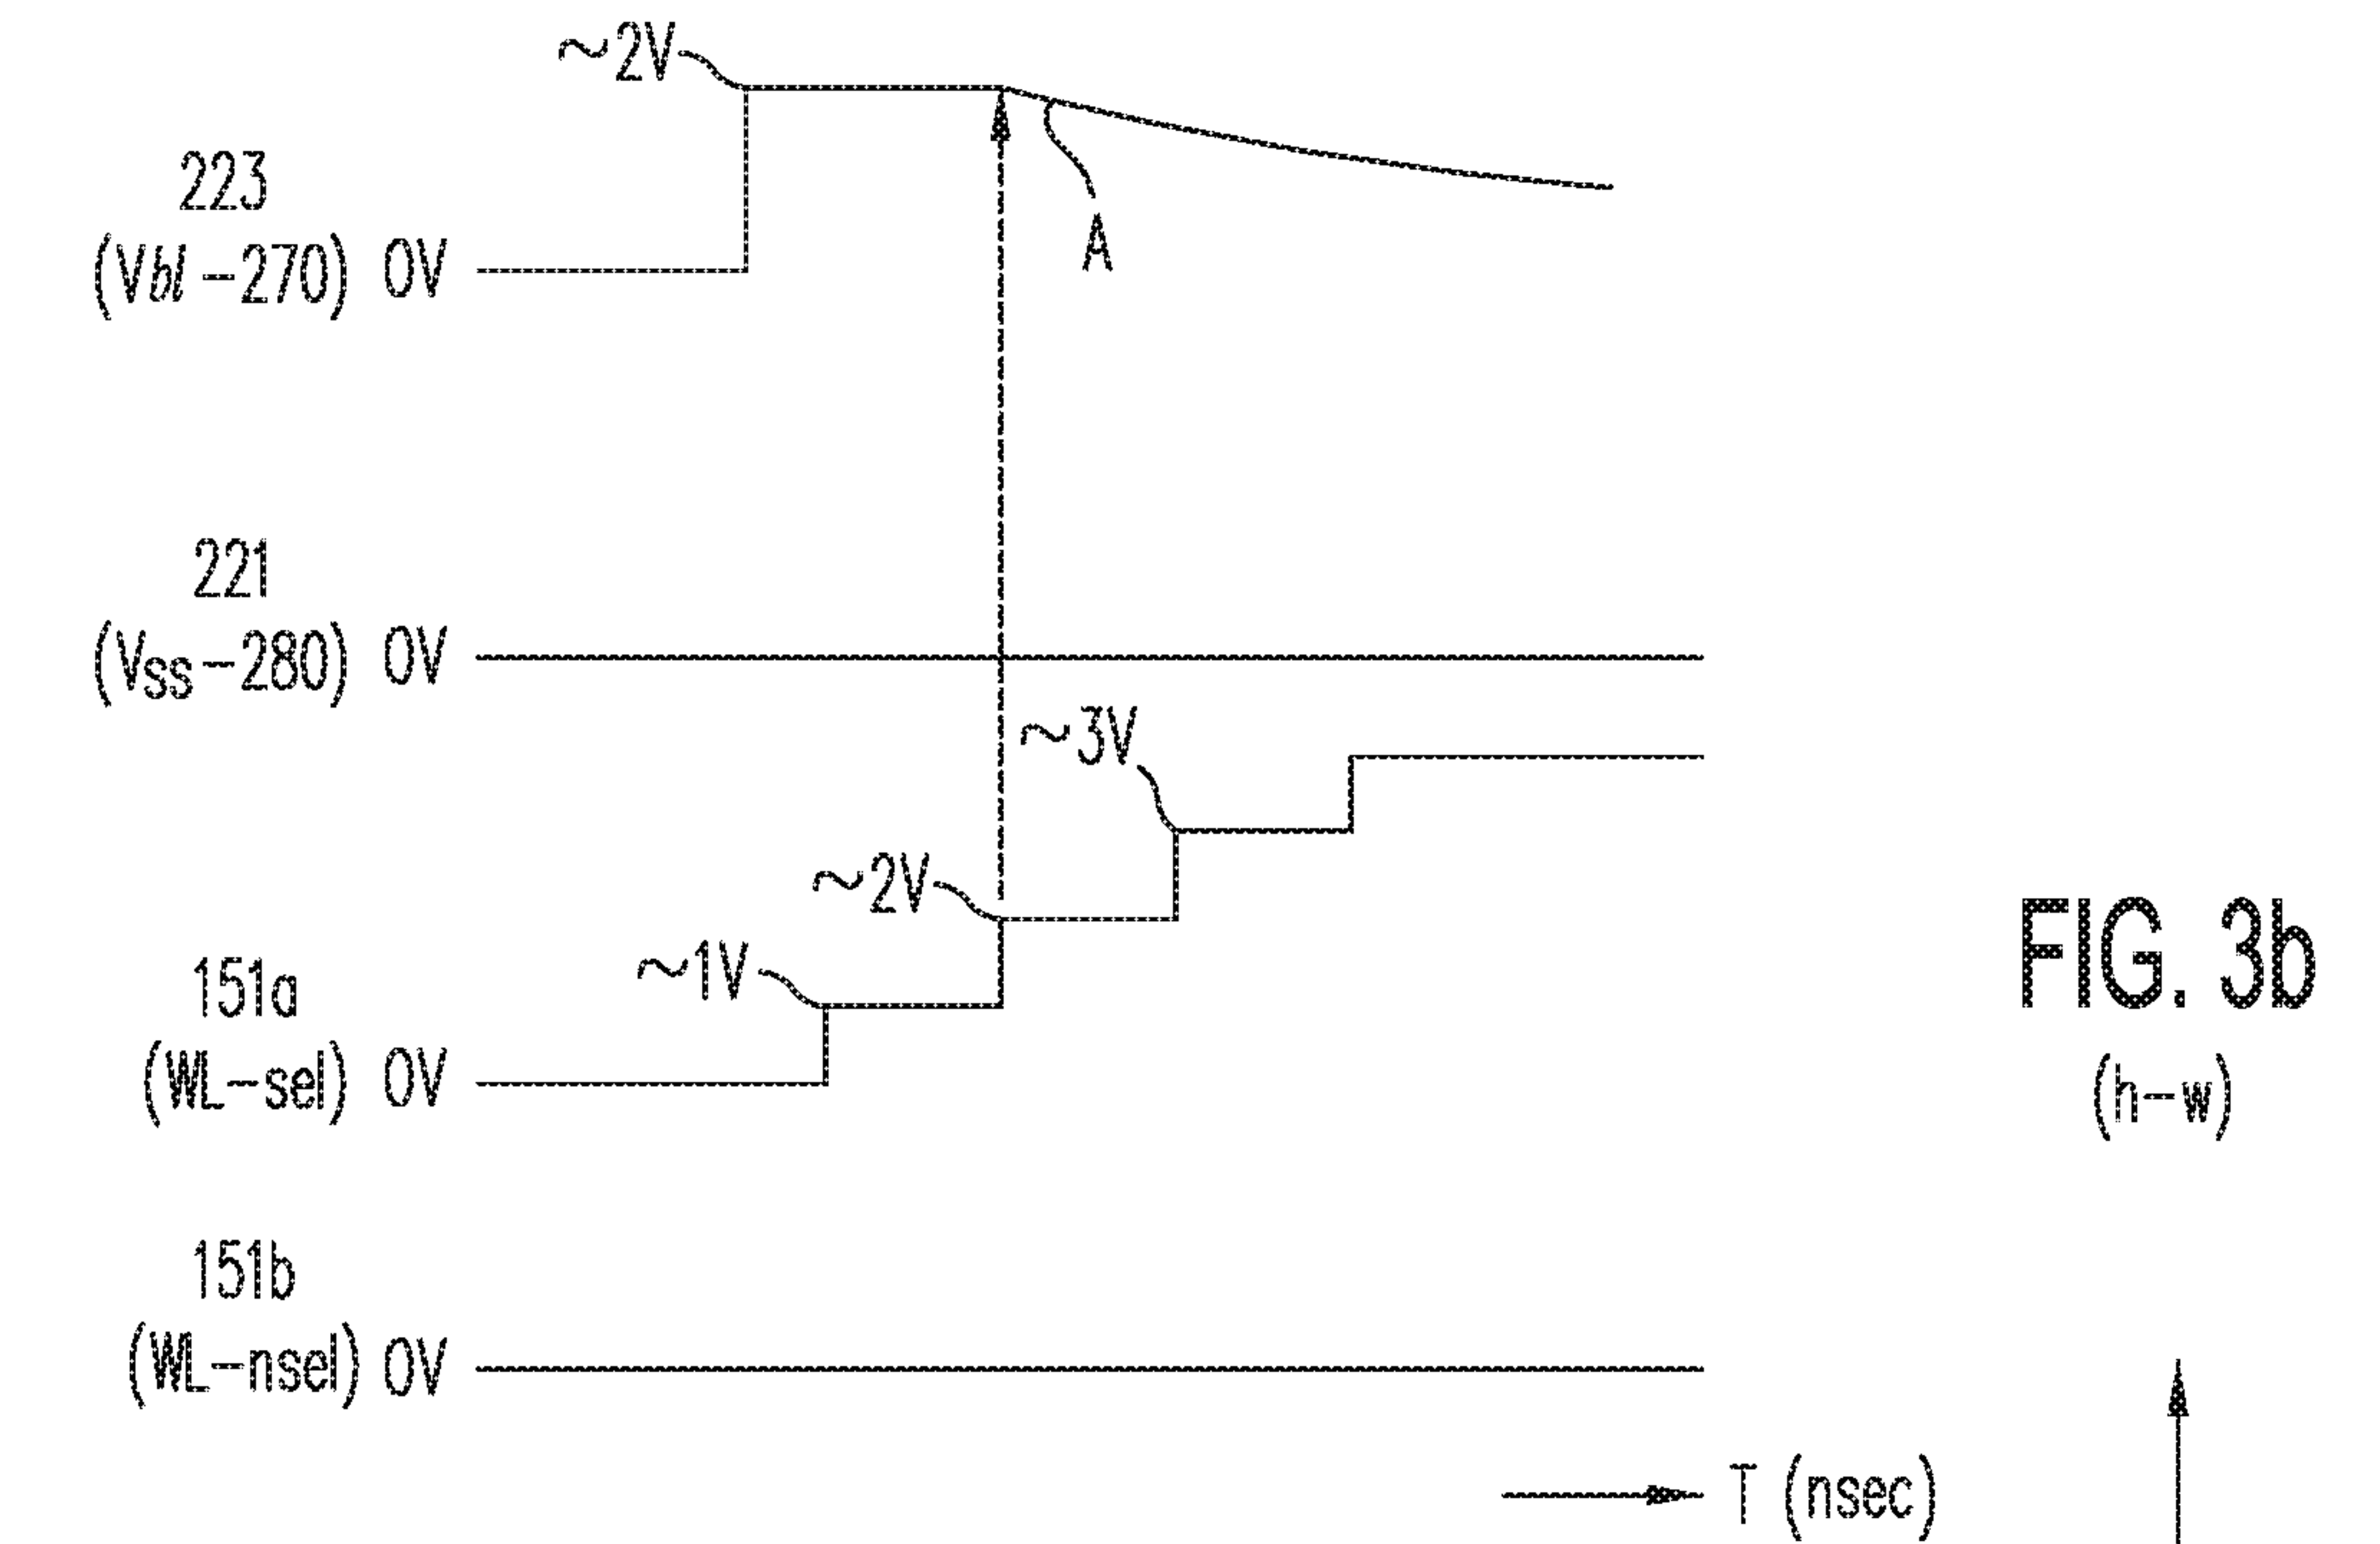 ~2V
223
(Vbl-270) 0V
A
221
(Vss-280) 0V
~3V
~2V
~1V
151a
(WL-sel) 0V
FIG. 3b
(h-w)
151b
(WL-nsel) 0V
T (nsec)